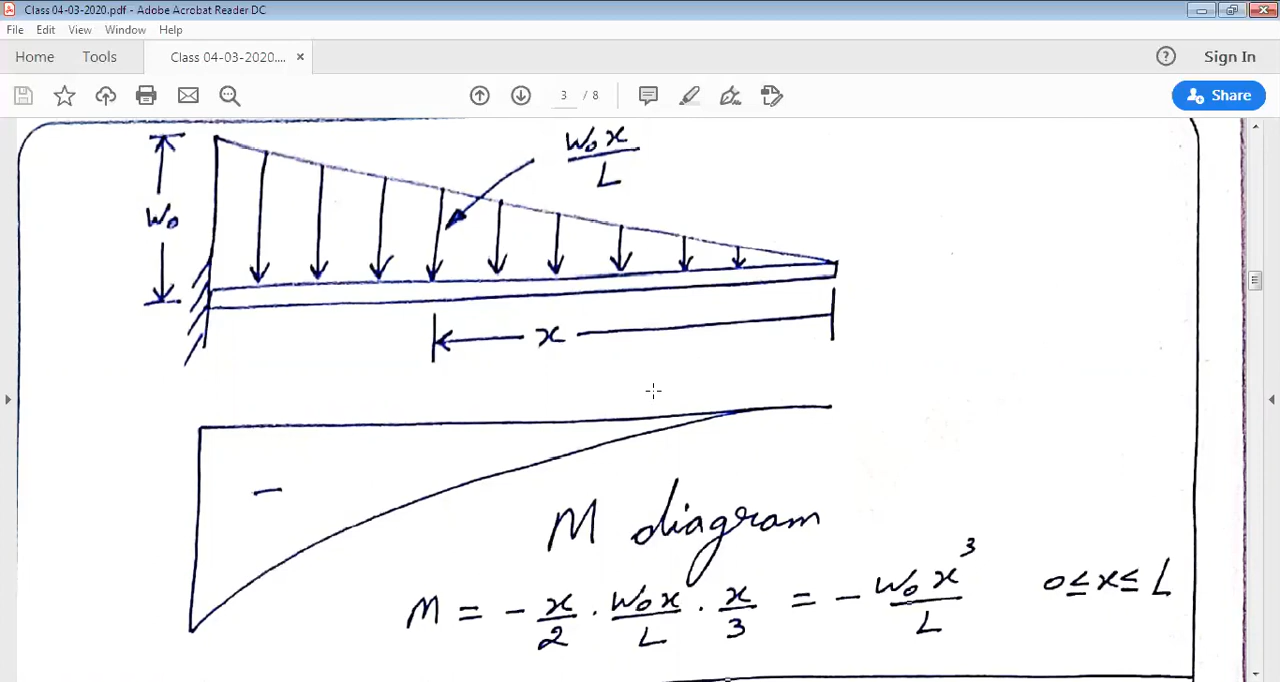 Class 04-03-2020.pdf - Adobe Acrobat Reader DC
File Edit View Window Help
Home Tools Class 04-03-2020.... × ? Sign In
3 / 8 Share
w₀x/L
w₀
x
–
M diagram
M = - x/2 · w₀x/L · x/3 = - w₀x³/L 0≤x≤L